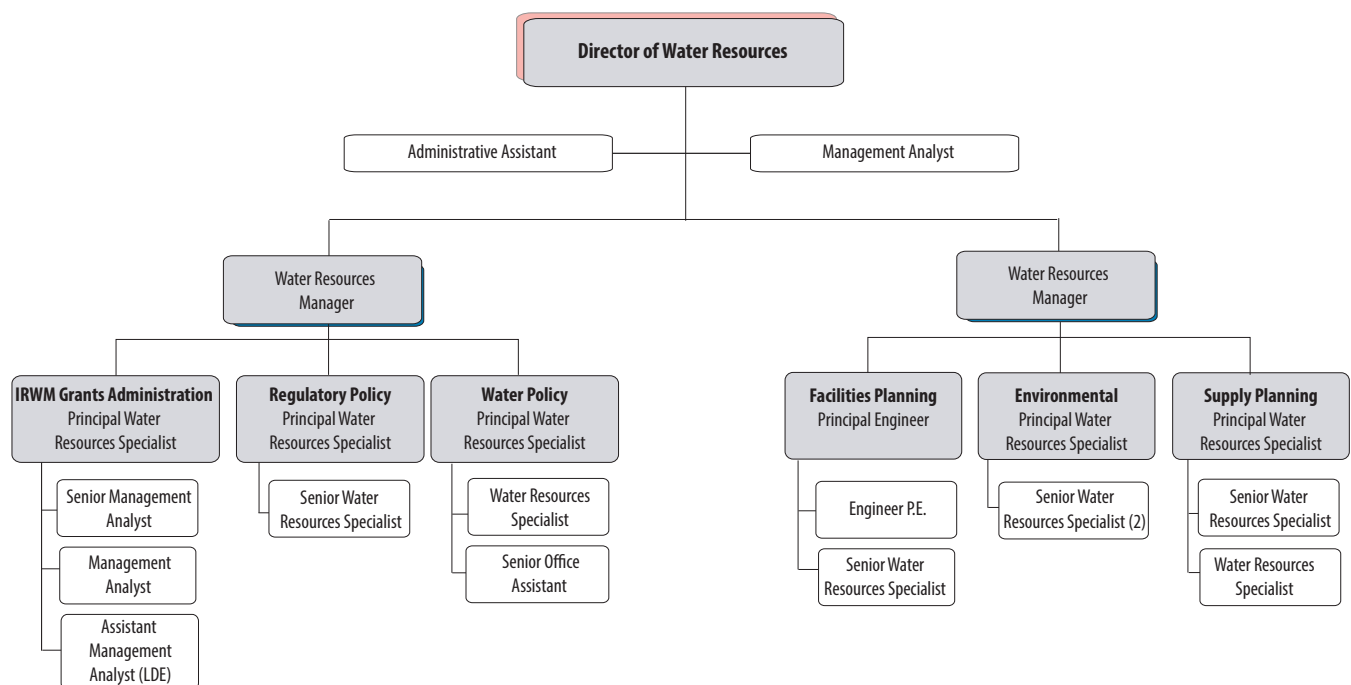 Director of Water Resources
Administrative Assistant
Management Analyst
Water Resources
Manager
Water Resources
Manager
IRWM Grants Administration
Principal Water
Resources Specialist
Regulatory Policy
Principal Water
Resources Specialist
Water Policy
Principal Water
Resources Specialist
Facilities Planning
Principal Engineer
Environmental
Principal Water
Resources Specialist
Supply Planning
Principal Water
Resources Specialist
Senior Management
Analyst
Management
Analyst
Assistant
Management
Analyst (LDE)
Senior Water
Resources Specialist
Water Resources
Specialist
Senior Office
Assistant
Engineer P.E.
Senior Water
Resources Specialist
Senior Water
Resources Specialist (2)
Senior Water
Resources Specialist
Water Resources
Specialist